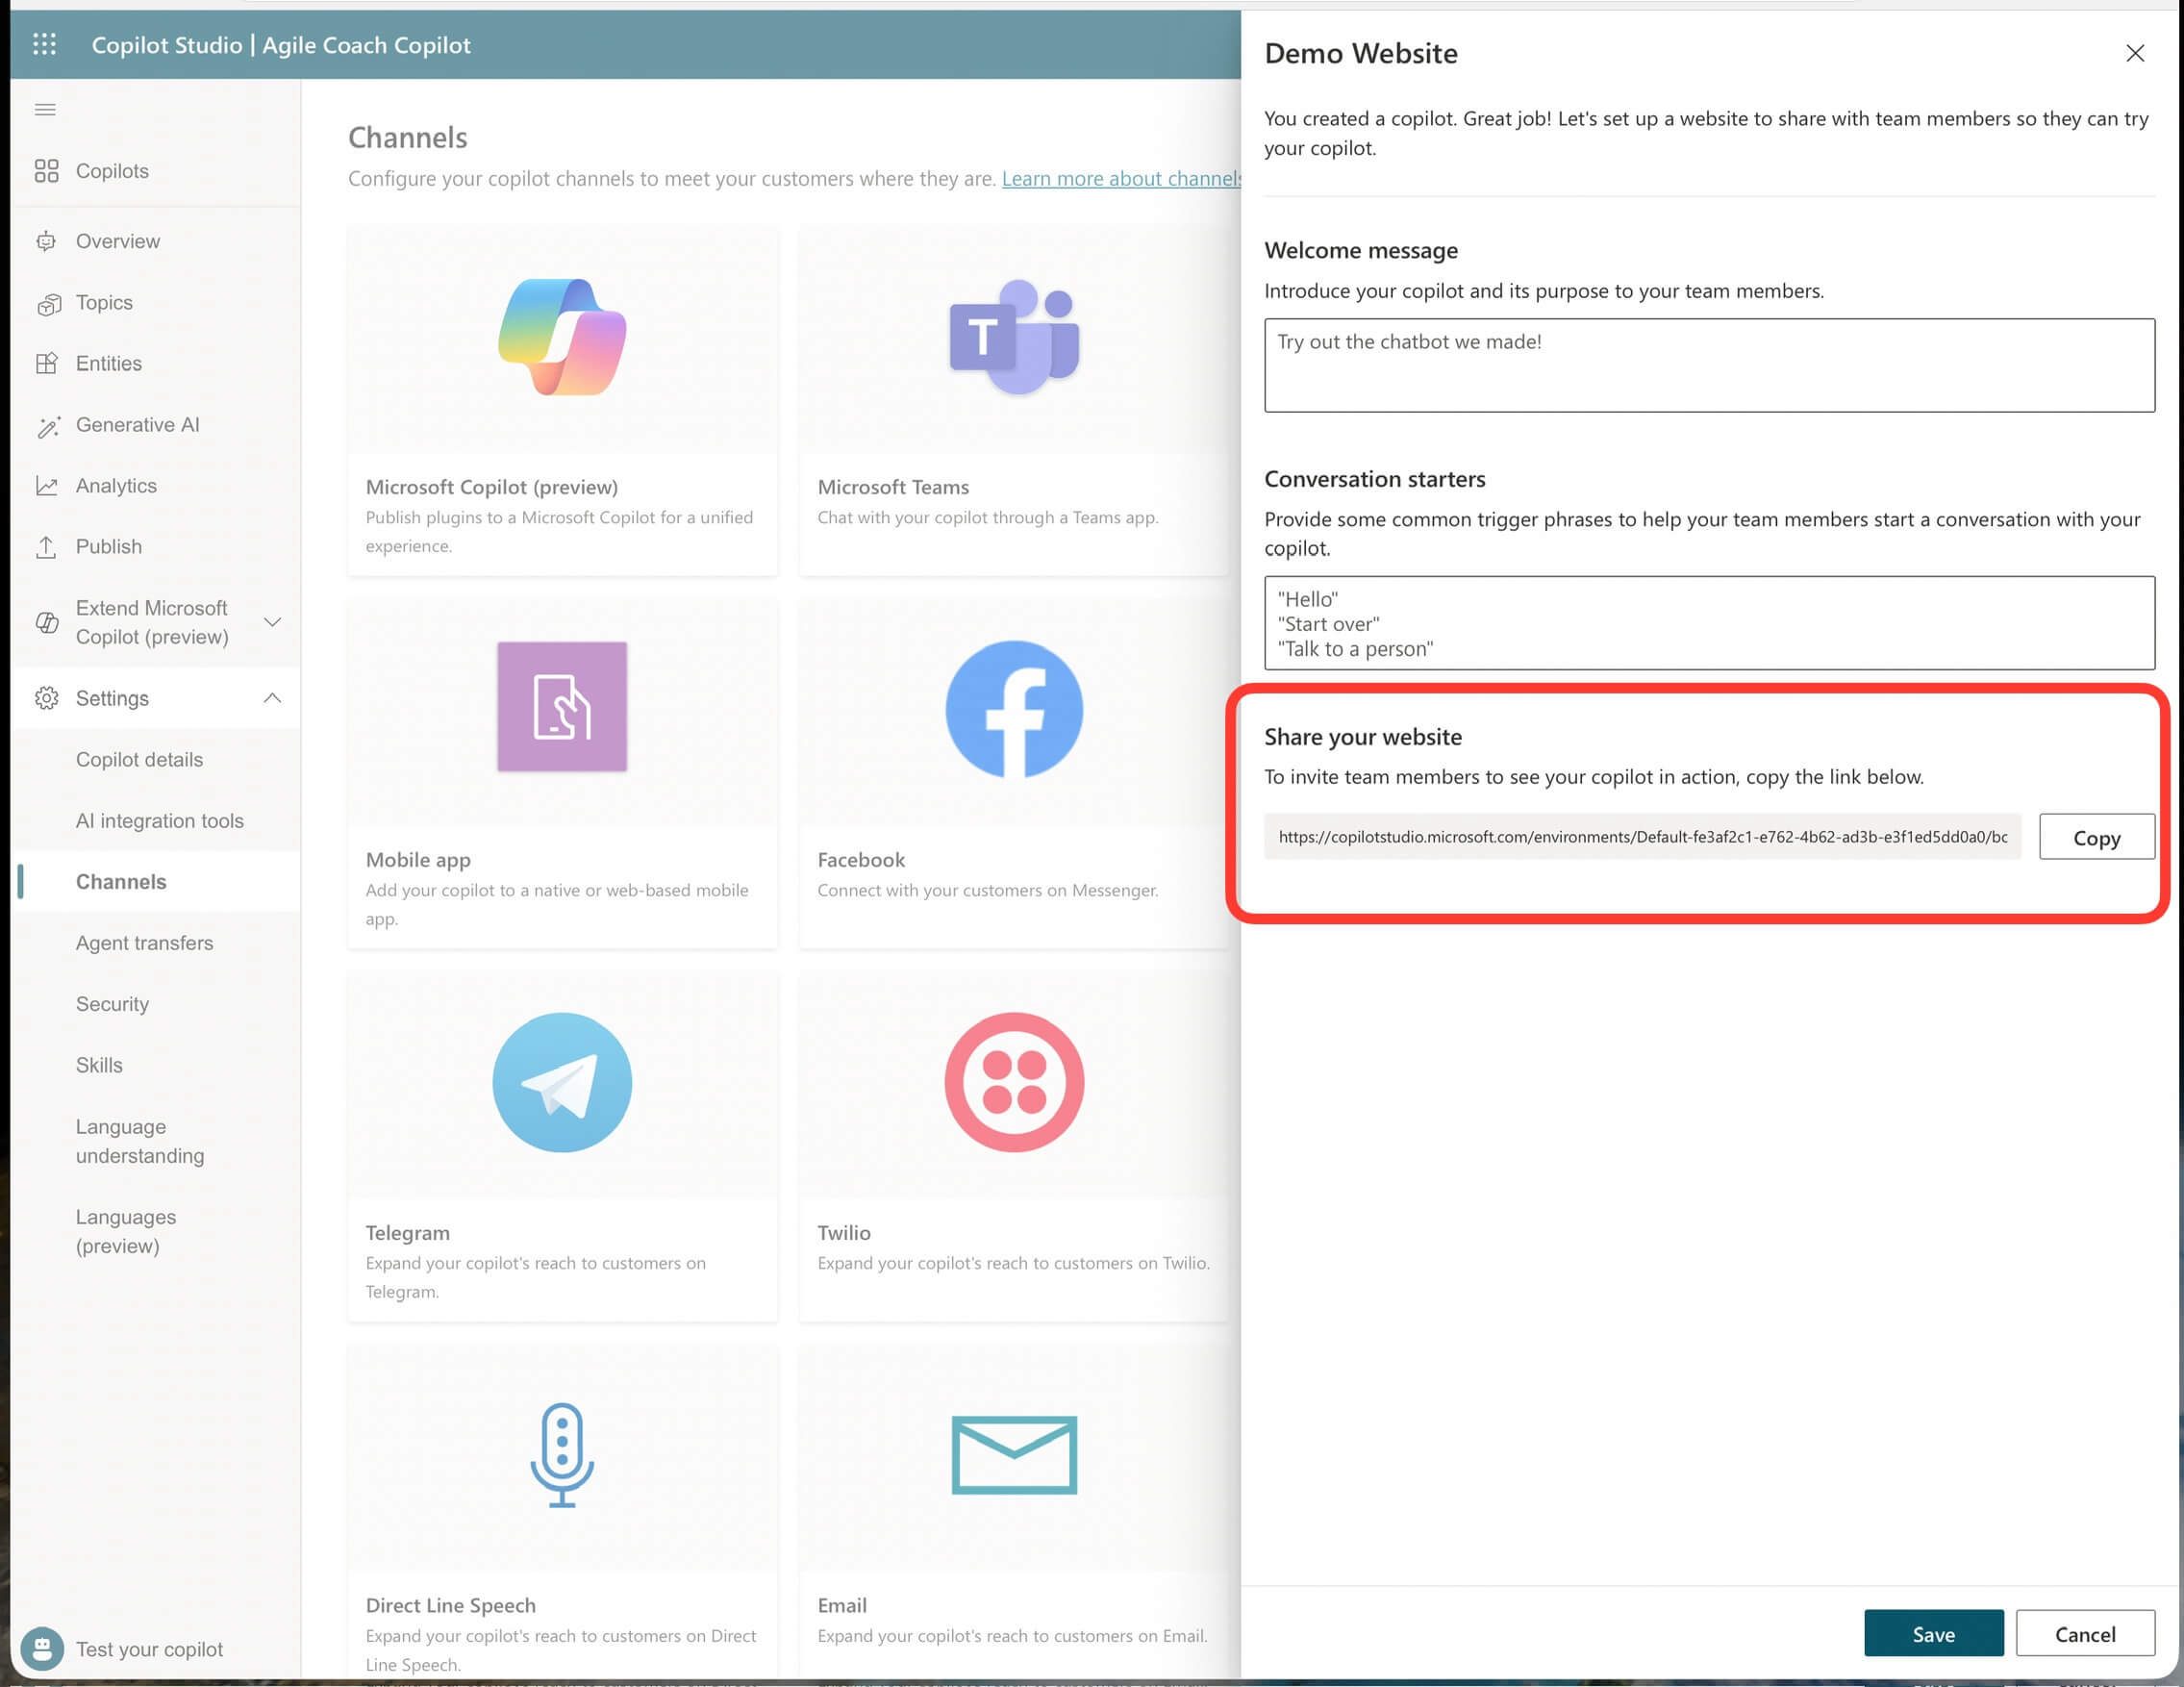 Copilot Studio | Agile Coach Copilot
Copilots
Overview
Topics
Entities
Generative AI
Analytics
Publish
Extend Microsoft
Copilot (preview)
Settings
Copilot details
AI integration tools
Channels
Agent transfers
Security
Skills
Language
understanding
Languages
(preview)
Test your copilot
Channels
Configure your copilot channels to meet your customers where they are. Learn more about channels
Microsoft Copilot (preview)
Publish plugins to a Microsoft Copilot for a unified
experience.
T
Microsoft Teams
Chat with your copilot through a Teams app.
Mobile app
Add your copilot to a native or web-based mobile
app.
Facebook
Connect with your customers on Messenger.
Telegram
Expand your copilot's reach to customers on
Telegram.
Twilio
Expand your copilot's reach to customers on Twilio.
Direct Line Speech
Expand your copilot's reach to customers on Direct
Line Speech.
Email
Expand your copilot's reach to customers on Email.
Demo Website
You created a copilot. Great job! Let's set up a website to share with team members so they can try
your copilot.
Welcome message
Introduce your copilot and its purpose to your team members.
Try out the chatbot we made!
Conversation starters
Provide some common trigger phrases to help your team members start a conversation with your
copilot.
"Hello"
"Start over"
"Talk to a person"
Share your website
To invite team members to see your copilot in action, copy the link below.
https://copilotstudio.microsoft.com/environments/Default-fe3af2c1-e762-4b62-ad3b-e3f1ed5dd0a0/bc
Copy
Save
Cancel